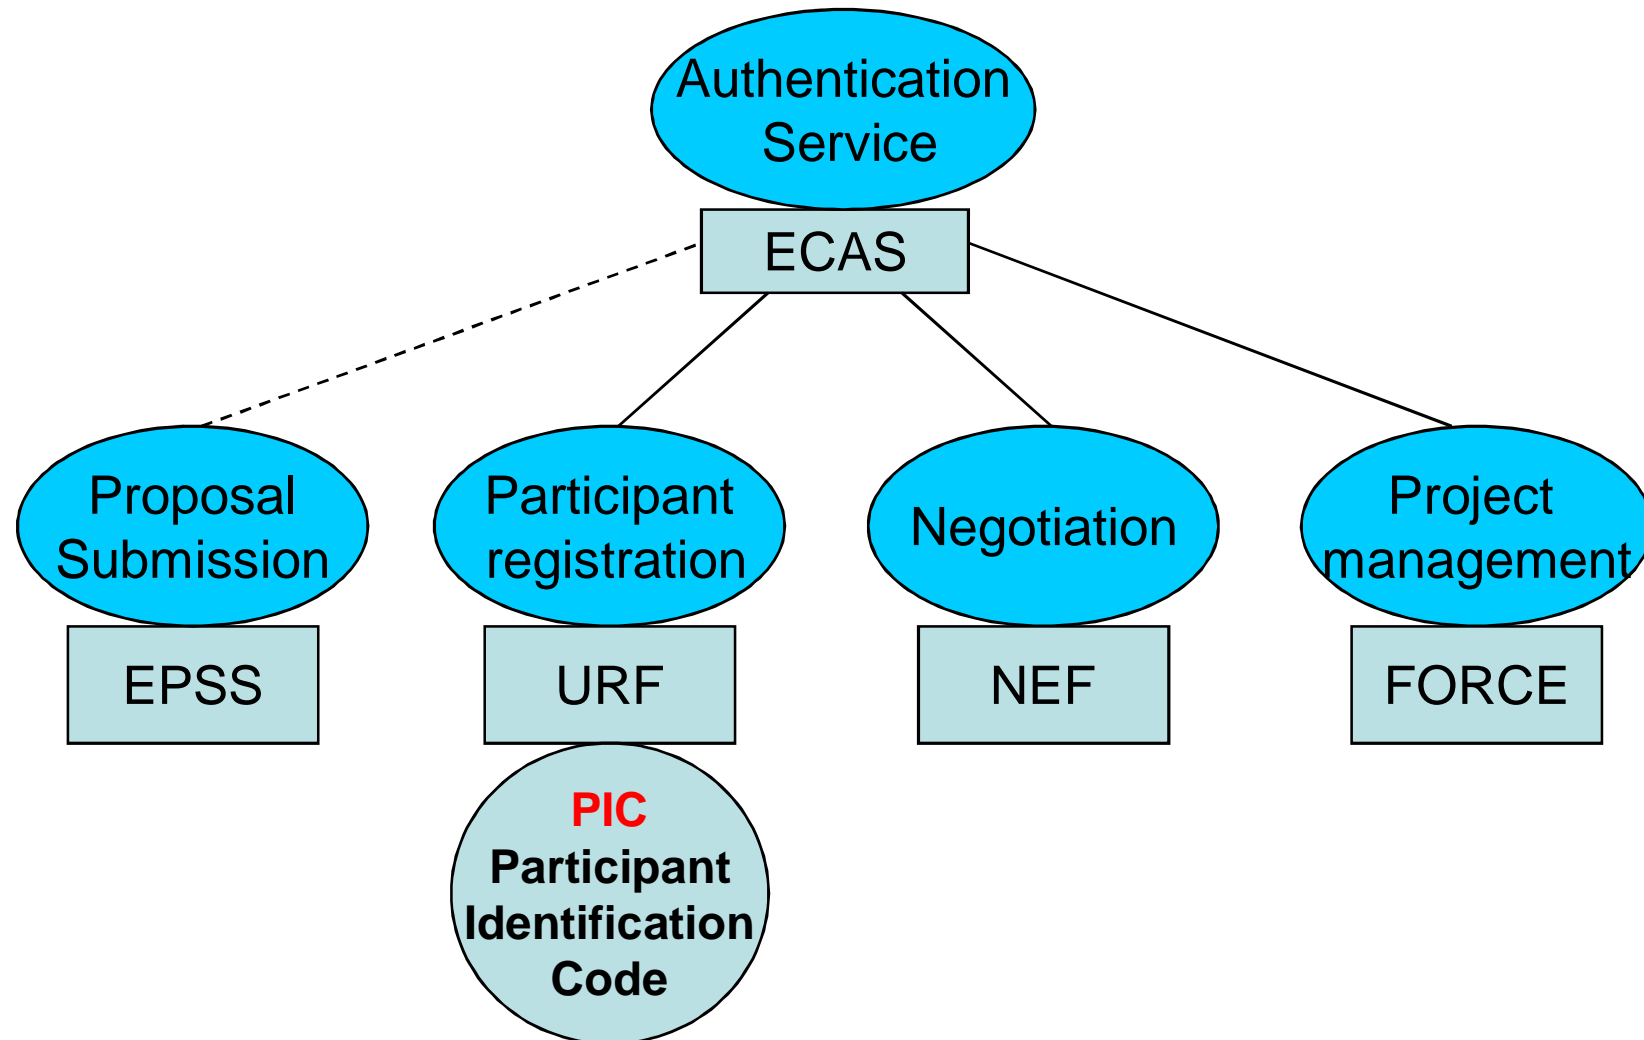 Authentication
Service
ECAS
Proposal
Submission
EPSS
Participant
registration
URF
PIC
Participant
Identification
Code
Negotiation
NEF
Project
management
FORCE